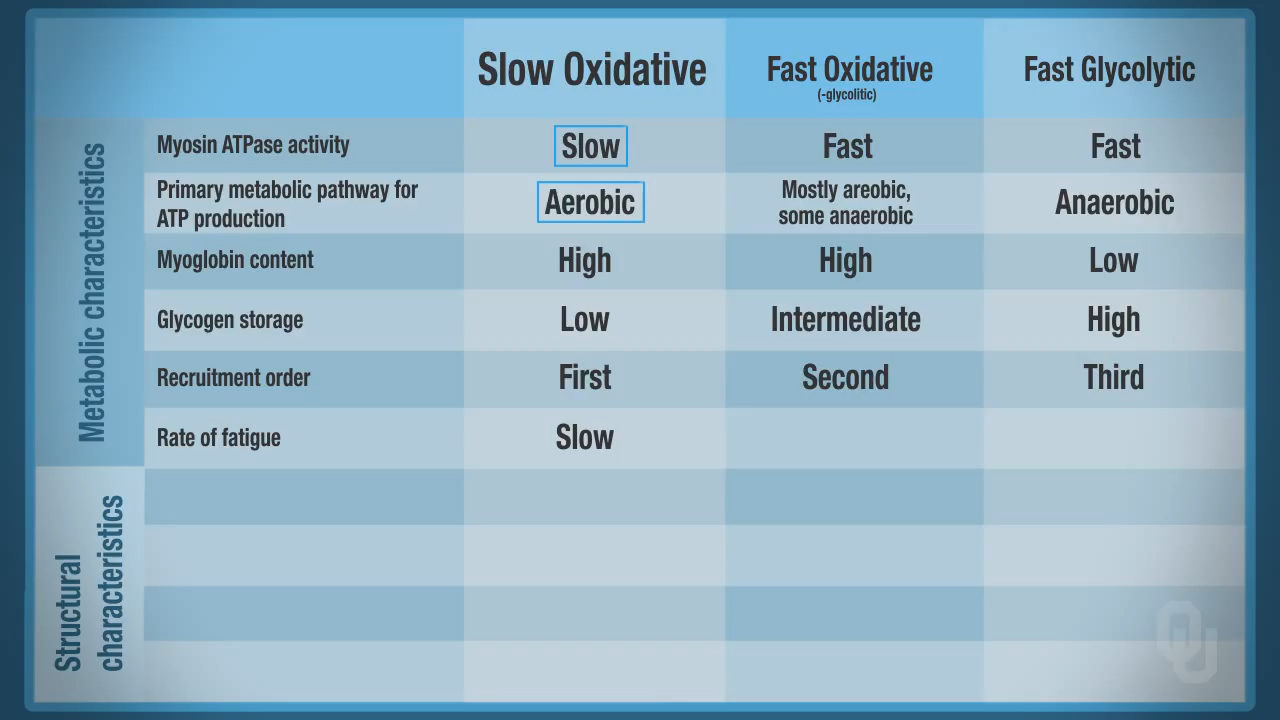 Slow Oxidative
Fast Oxidative
(-glycolitic)
Fast Glycolytic
Metabolic characteristics
Myosin ATPase activity
Slow
Fast
Fast
Primary metabolic pathway for
ATP production
Aerobic
Mostly areobic,
some anaerobic
Anaerobic
Myoglobin content
High
High
Low
Glycogen storage
Low
Intermediate
High
Recruitment order
First
Second
Third
Rate of fatigue
Slow
Structural
characteristics
OU